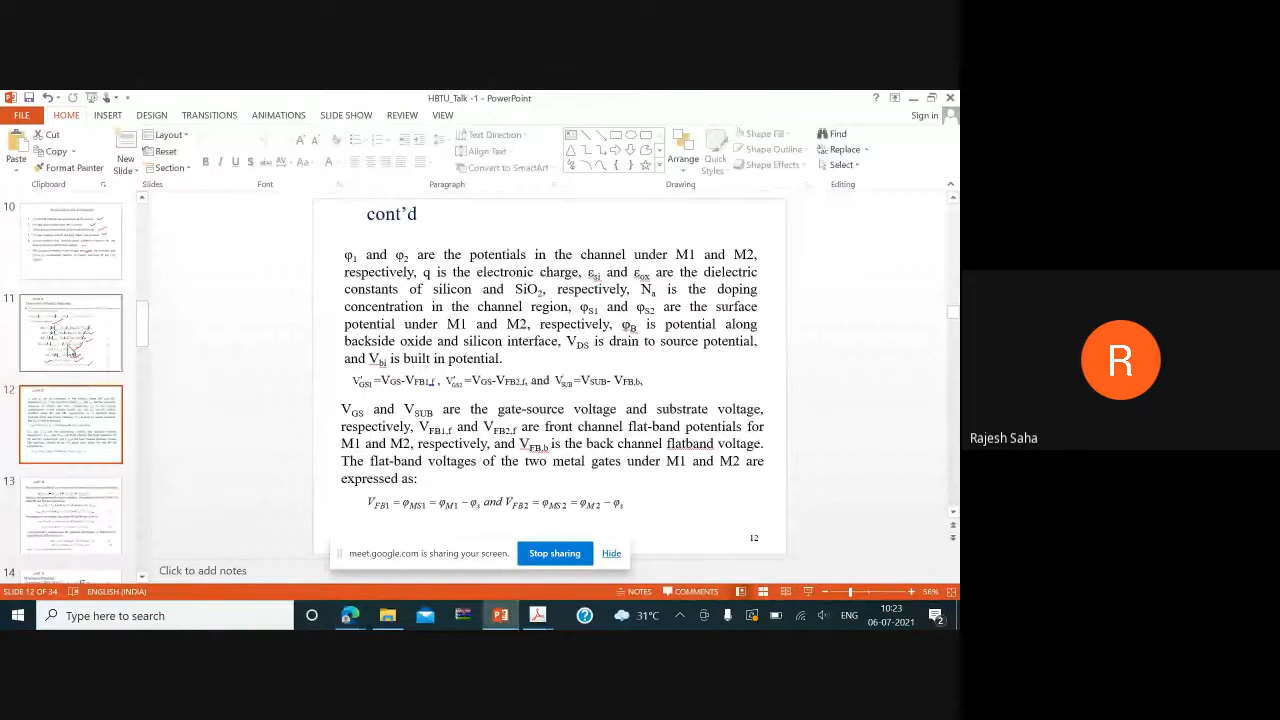 HBTU_Talk -1 - PowerPoint
?
FILE HOME INSERT DESIGN TRANSITIONS ANIMATIONS SLIDE SHOW REVIEW VIEW Sign in
Paste
Cut
Copy
Format Painter
Clipboard
New Slide
Layout
Reset
Section
Slides
B I U S abc AV Aa A
Font
Text Direction
Align Text
Convert to SmartArt
Paragraph
Arrange
Quick Styles
Shape Fill
Shape Outline
Shape Effects
Drawing
Find
Replace
Select
Editing
10
11
12
13
14
cont'd
φ1 and φ2 are the potentials in the channel under M1 and M2,
respectively, q is the electronic charge, εsi and εox are the dielectric
constants of silicon and SiO2, respectively, Na is the doping
concentration in the channel region, φS1 and φS2 are the surface
potential under M1 and M2, respectively, φB is potential along
backside oxide and silicon interface, VDS is drain to source potential,
and Vbi is built in potential.
V'GS1=VGS-VFB1,f , V'GS2=VGS-VFB2,f, and V'SUB=VSUB- VFB,b,
VGS and VSUB are the gate-source voltage and substrate voltage
respectively, VFB1,f and VFB2,f are front channel flat-band potentials for
M1 and M2, respectively, and VFB,b is the back channel flatband voltage.
The flat-band voltages of the two metal gates under M1 and M2 are
expressed as:
VFB1 = φMS1 = φM1 − φs and VFB2 = φMS2 = φM2 − φs
12
meet.google.com is sharing your screen. Stop sharing Hide
Click to add notes
SLIDE 12 OF 34 ENGLISH (INDIA) NOTES COMMENTS 56%
Type here to search
31°C ENG
10:23
06-07-2021
2
R
Rajesh Saha